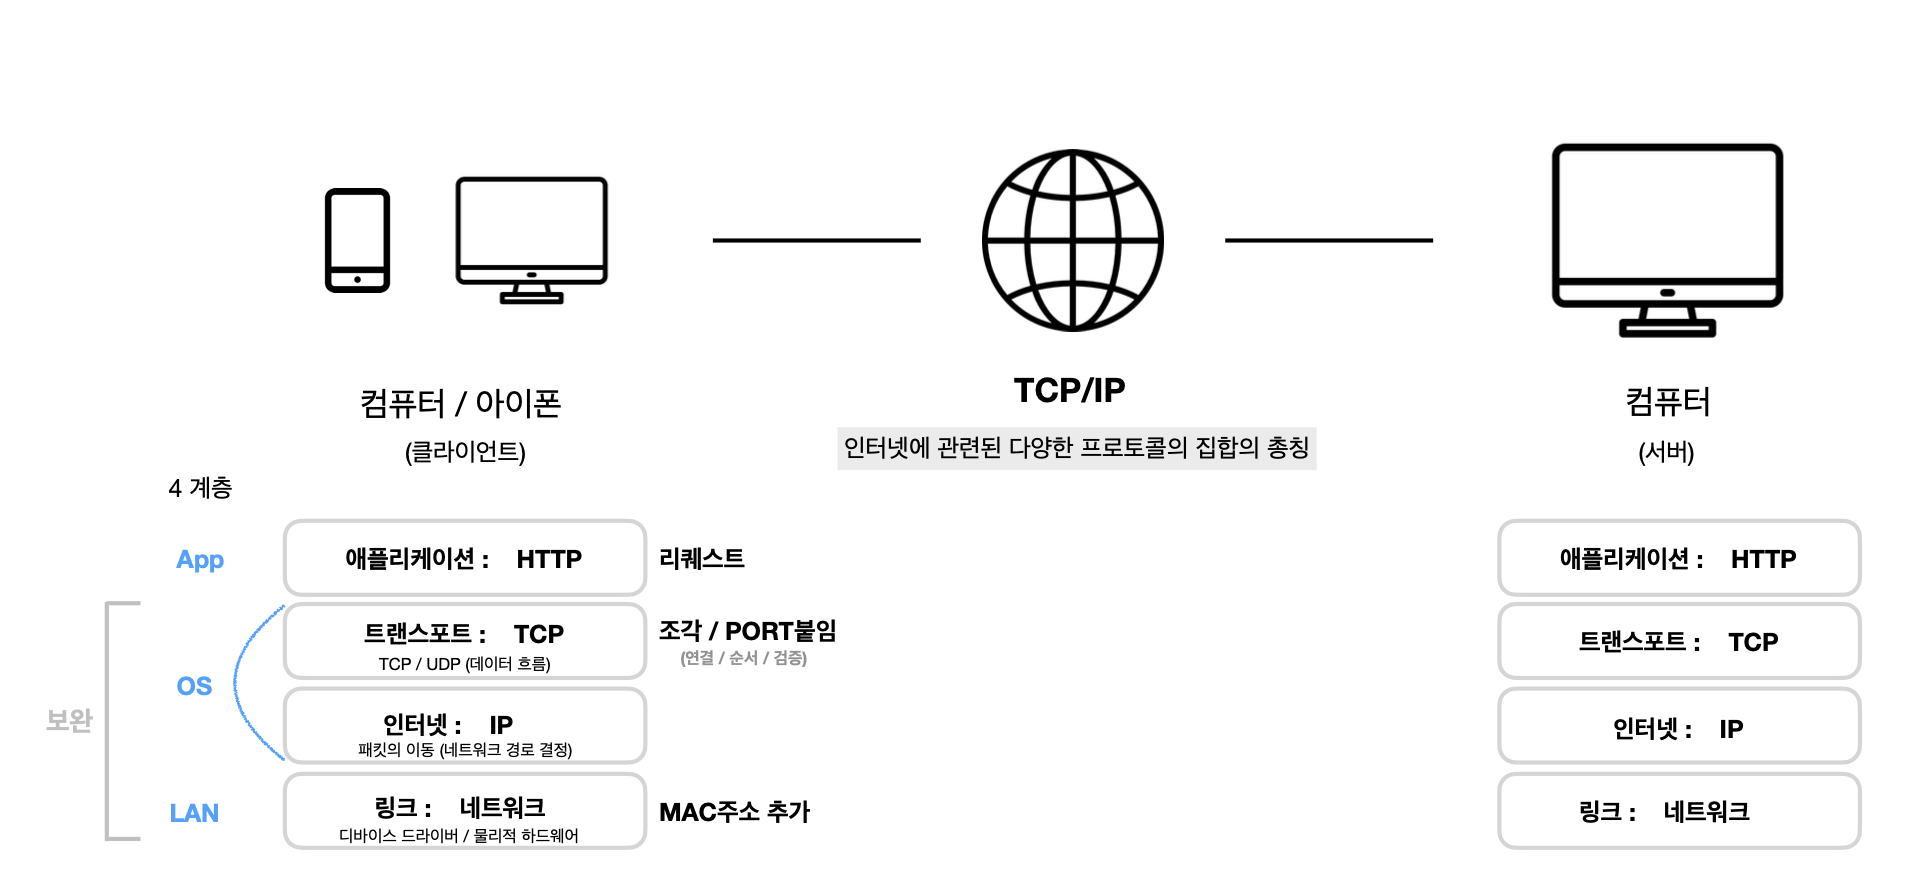 컴퓨터 / 아이폰
(클라이언트)
TCP/IP
인터넷에 관련된 다양한 프로토콜의 집합의 총칭
컴퓨터
(서버)
4 계층
App
애플리케이션 : HTTP
리퀘스트
애플리케이션 : HTTP
보완
OS
트랜스포트 : TCP
TCP / UDP (데이터 흐름)
조각 / PORT붙임
(연결 / 순서 / 검증)
트랜스포트 : TCP
인터넷 : IP
패킷의 이동 (네트워크 경로 결정)
인터넷 : IP
LAN
링크 : 네트워크
디바이스 드라이버 / 물리적 하드웨어
MAC주소 추가
링크 : 네트워크